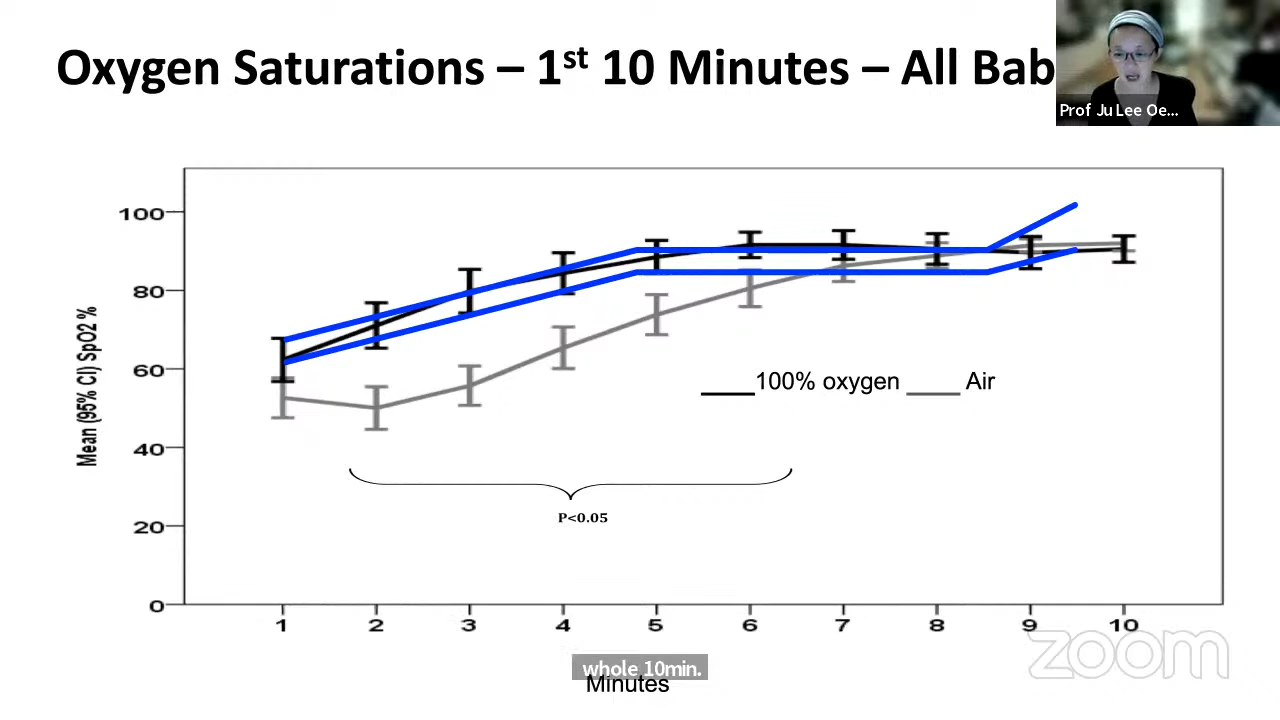 Oxygen Saturations – 1st 10 Minutes – All Bab
Prof Ju Lee Oe...
100
80
60
40
20
0
Mean (95% CI) SpO2 %
100% oxygen
Air
P<0.05
1 2 3 4 5 6 7 8 9 10
zoom
whole 10min.
Minutes